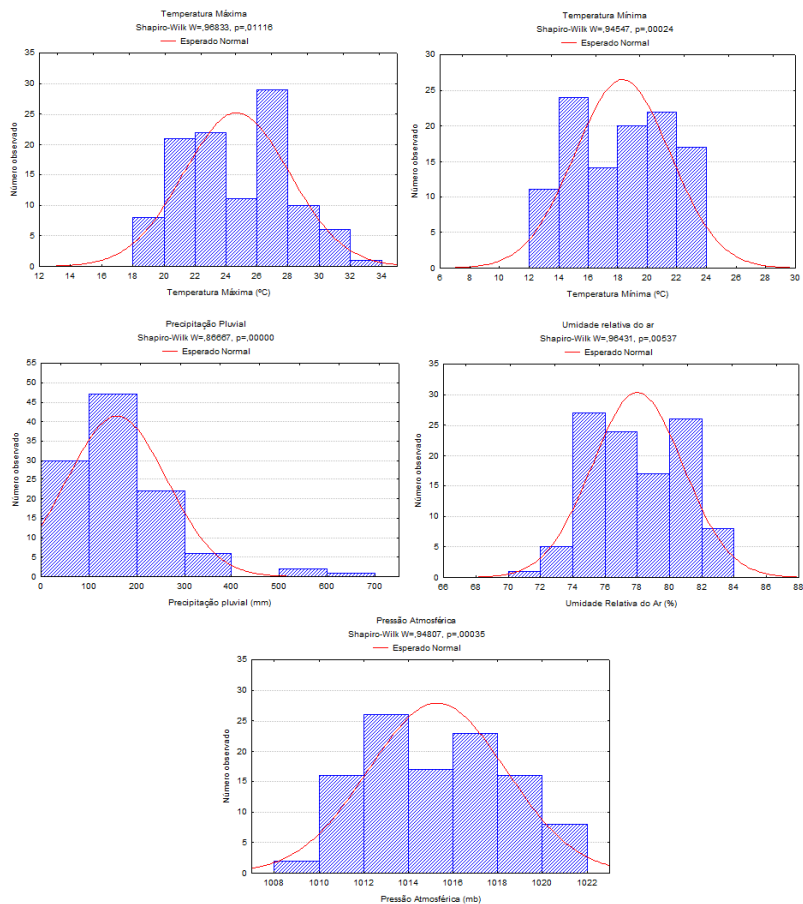 Temperatura Máxima
Shapiro-Wilk W=,96833, p=,01116
Esperado Normal
35
30
25
20
15
10
5
0
Número observado
12 14 16 18 20 22 24 26 28 30 32 34
Temperatura Máxima (ºC)
Temperatura Mínima
Shapiro-Wilk W=,94547, p=,00024
Esperado Normal
30
25
20
15
10
5
0
Número observado
6 8 10 12 14 16 18 20 22 24 26 28 30
Temperatura Mínima (ºC)
Precipitação Pluvial
Shapiro-Wilk W=,86667, p=,00000
Esperado Normal
55
50
45
40
35
30
25
20
15
10
5
0
Número observado
0 100 200 300 400 500 600 700
Precipitação pluvial (mm)
Umidade relativa do ar
Shapiro-Wilk W=,96431, p=,00537
Esperado Normal
35
30
25
20
15
10
5
0
Número observado
66 68 70 72 74 76 78 80 82 84 86 88
Umidade Relativa do Ar (%)
Pressão Atmosférica
Shapiro-Wilk W=,94807, p=,00035
Esperado Normal
35
30
25
20
15
10
5
0
Número observado
1008 1010 1012 1014 1016 1018 1020 1022
Pressão Atmosférica (mb)